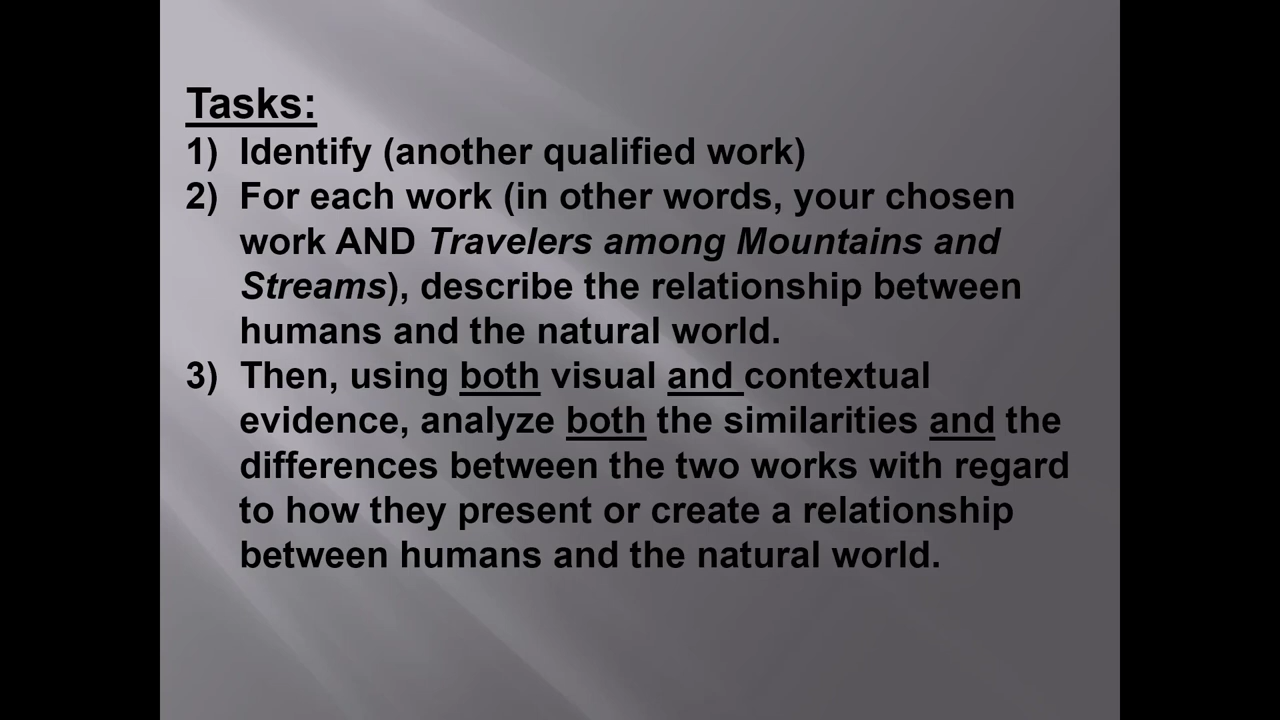 Tasks:
1) Identify (another qualified work)
2) For each work (in other words, your chosen
work AND Travelers among Mountains and
Streams), describe the relationship between
humans and the natural world.
3) Then, using both visual and contextual
evidence, analyze both the similarities and the
differences between the two works with regard
to how they present or create a relationship
between humans and the natural world.